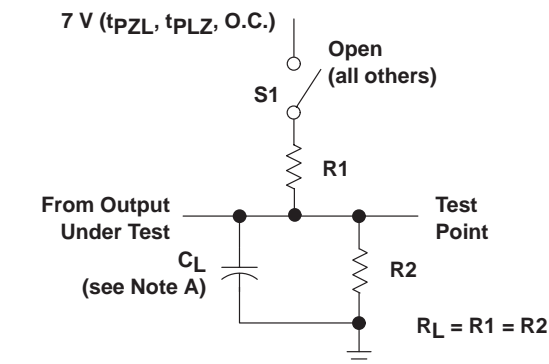 7 V (tPZL, tPLZ, O.C.)
Open
(all others)
S1
R1
From Output
Under Test
Test
Point
CL
(see Note A)
R2
RL = R1 = R2